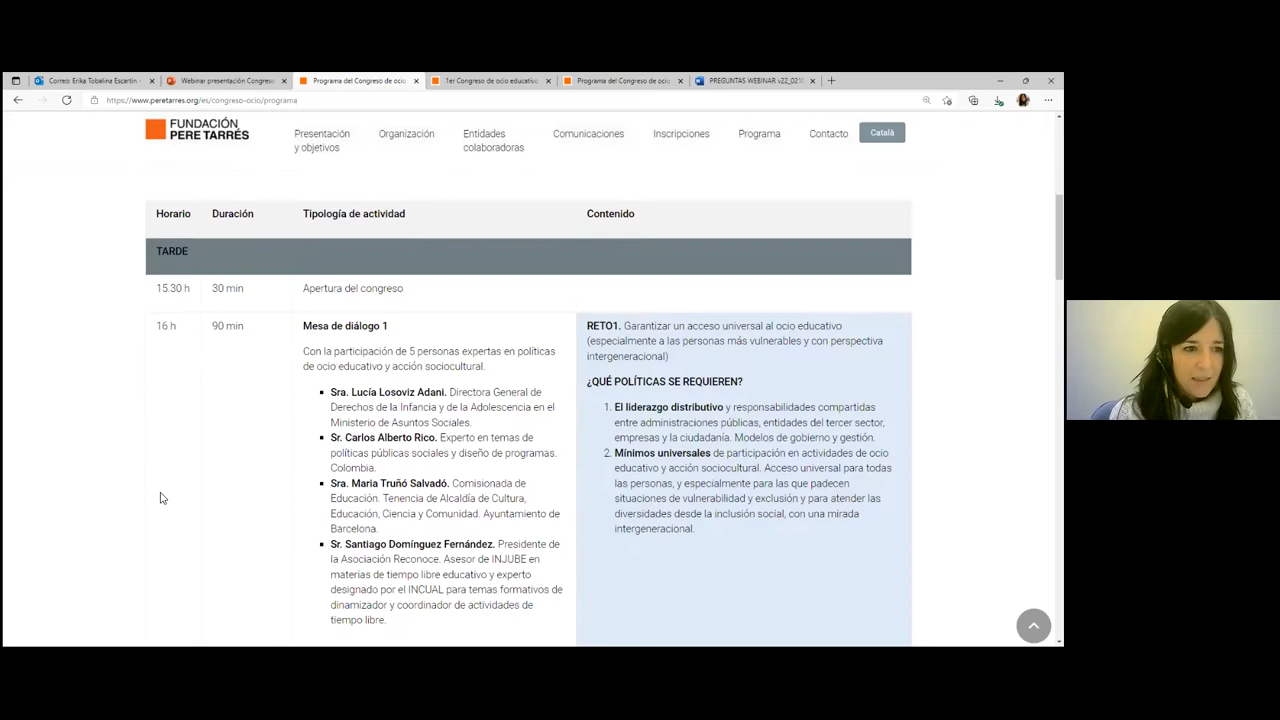 Correo: Erika Tobalina Escartin
Webinar presentación Congreso
Programa del Congreso de ocio
1er Congreso de ocio educativo
Programa del Congreso de ocio
PREGUNTAS WEBINAR v22_021
https://www.peretarres.org/es/congreso-ocio/programa
FUNDACIÓN
PERE TARRÉS
Presentación
y objetivos
Organización
Entidades
colaboradoras
Comunicaciones
Inscripciones
Programa
Contacto
Català
Horario Duración Tipología de actividad Contenido
TARDE
15.30 h 30 min Apertura del congreso
16 h 90 min Mesa de diálogo 1
Con la participación de 5 personas expertas en políticas
de ocio educativo y acción sociocultural.
Sra. Lucía Losoviz Adani. Directora General de
Derechos de la Infancia y de la Adolescencia en el
Ministerio de Asuntos Sociales.
Sr. Carlos Alberto Rico. Experto en temas de
políticas públicas sociales y diseño de programas.
Colombia.
Sra. Maria Truñó Salvadó. Comisionada de
Educación. Tenencia de Alcaldía de Cultura,
Educación, Ciencia y Comunidad. Ayuntamiento de
Barcelona.
Sr. Santiago Domínguez Fernández. Presidente de
la Asociación Reconoce. Asesor de INJUBE en
materias de tiempo libre educativo y experto
designado por el INCUAL para temas formativos de
dinamizador y coordinador de actividades de
tiempo libre.
RETO1. Garantizar un acceso universal al ocio educativo
(especialmente a las personas más vulnerables y con perspectiva
intergeneracional)
¿QUÉ POLÍTICAS SE REQUIEREN?
1. El liderazgo distributivo y responsabilidades compartidas
entre administraciones públicas, entidades del tercer sector,
empresas y la ciudadanía. Modelos de gobierno y gestión.
2. Mínimos universales de participación en actividades de ocio
educativo y acción sociocultural. Acceso universal para todas
las personas, y especialmente para las que padecen
situaciones de vulnerabilidad y exclusión y para atender las
diversidades desde la inclusión social, con una mirada
intergeneracional.